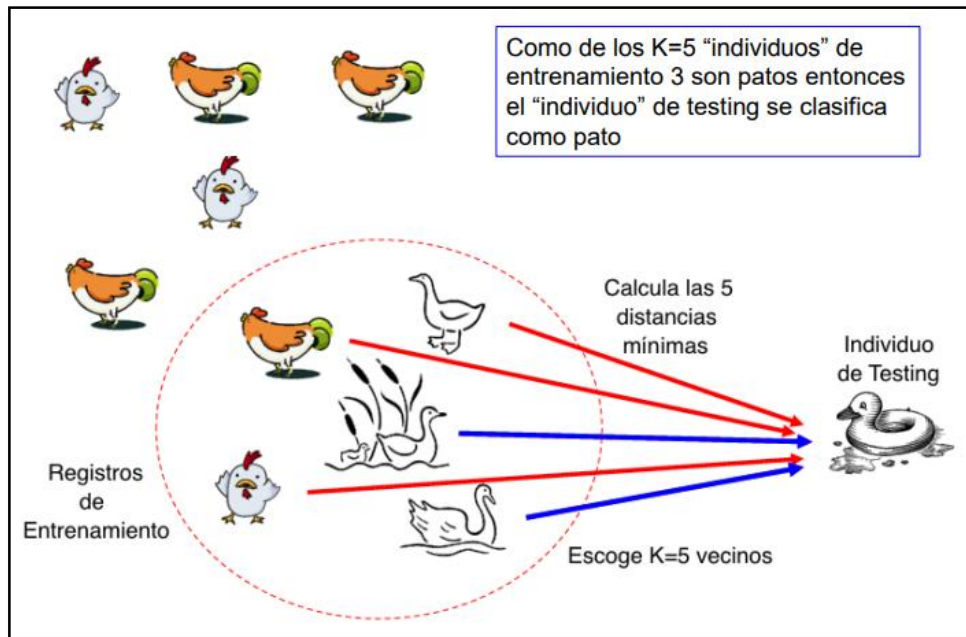 Como de los K=5 “individuos” de
entrenamiento 3 son patos entonces
el “individuo” de testing se clasifica
como pato
Calcula las 5
distancias
mínimas
Individuo
de Testing
Registros
de
Entrenamiento
Escoge K=5 vecinos